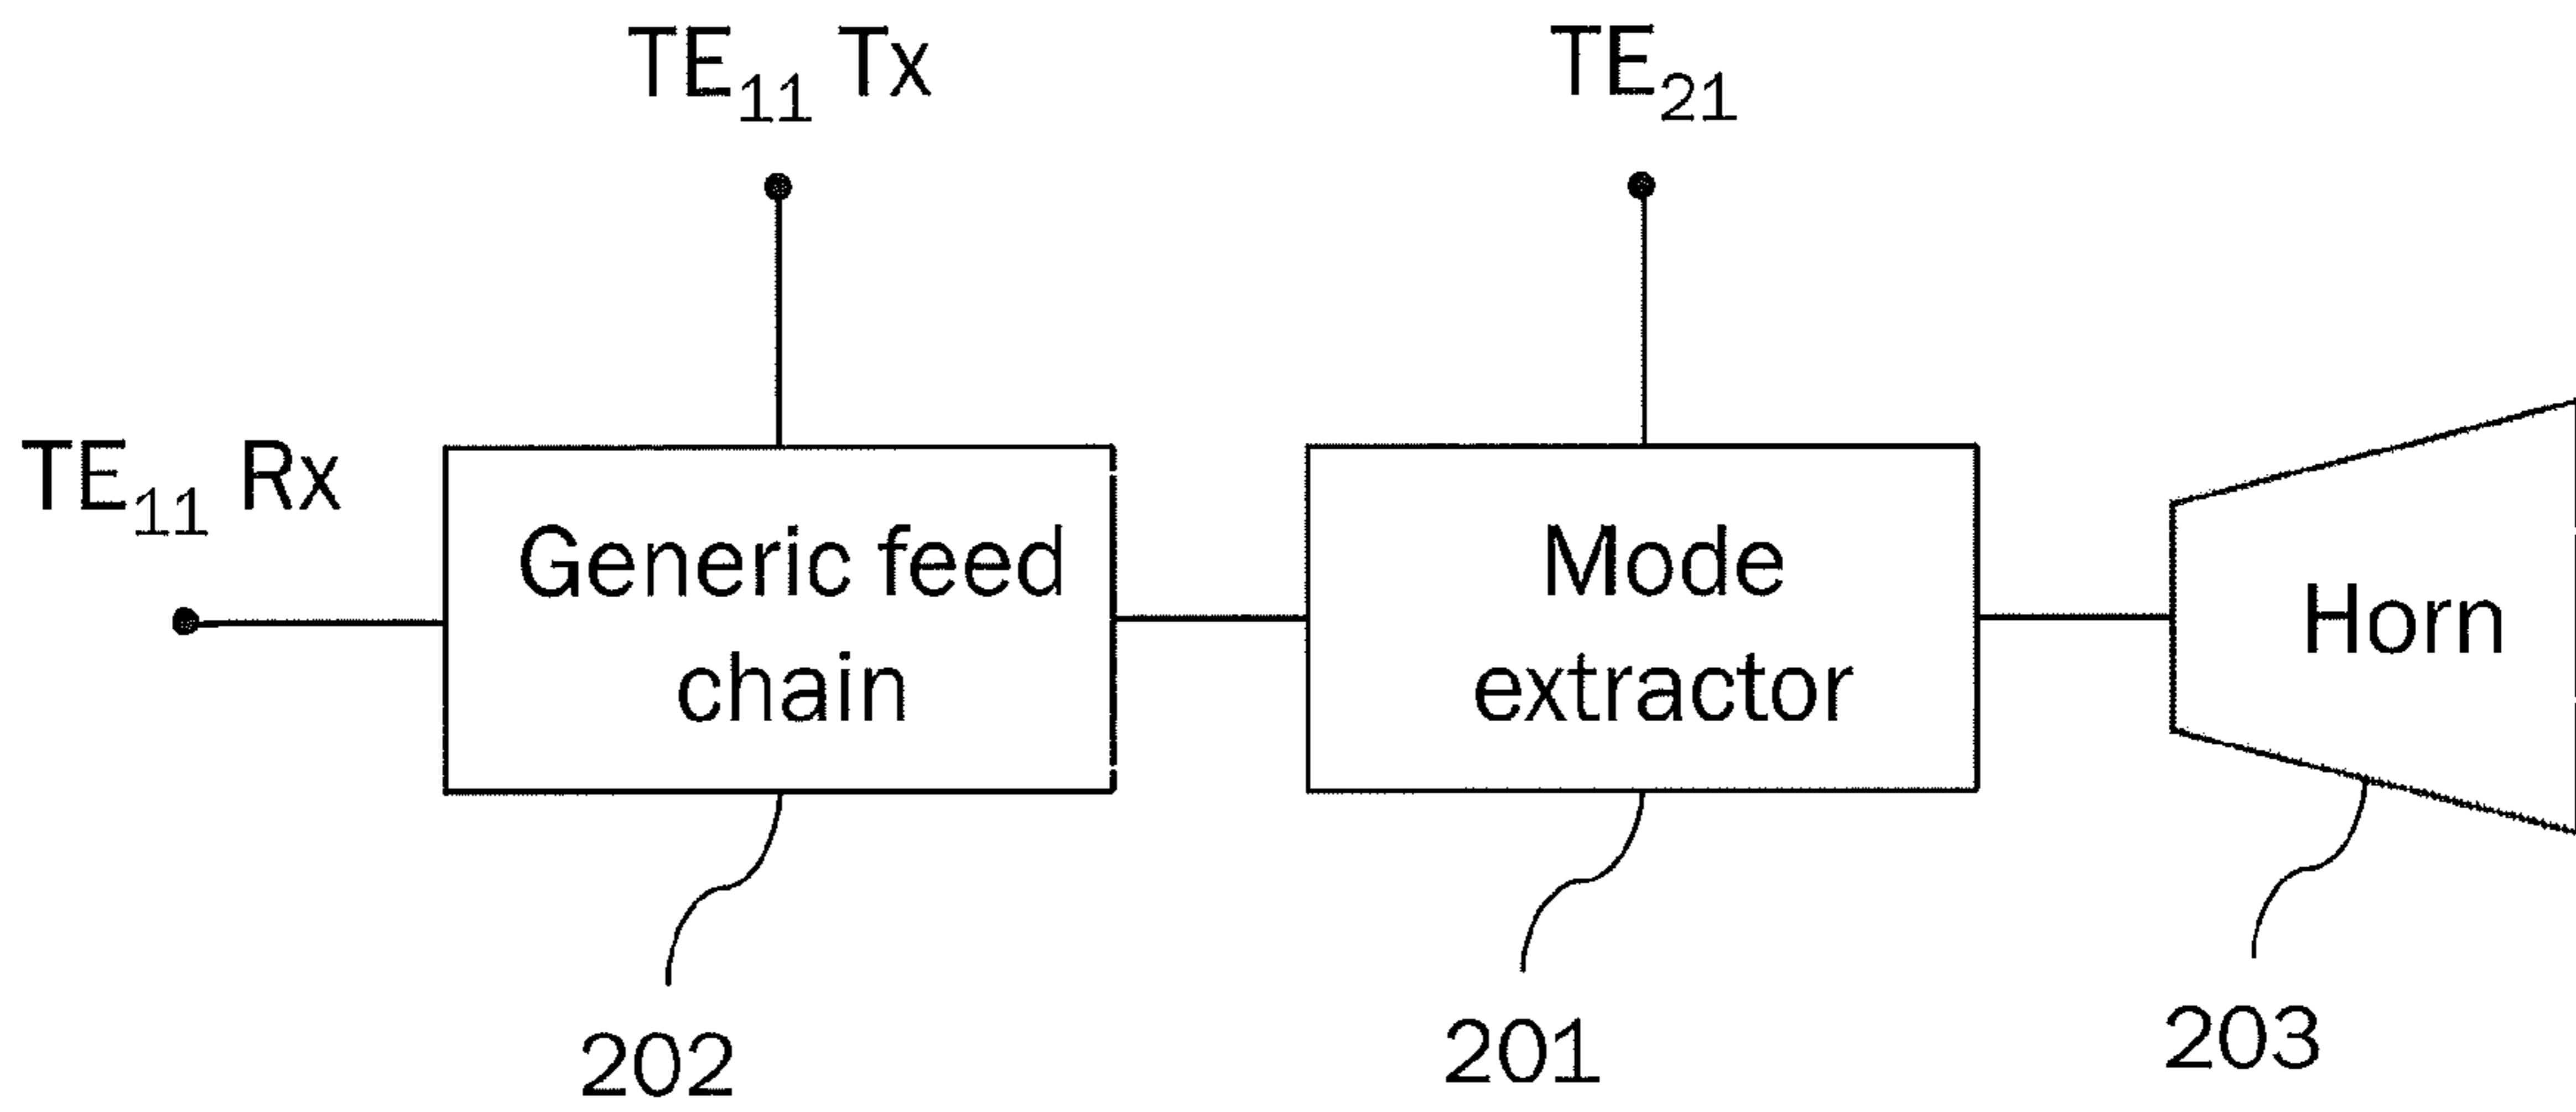 TE₁₁ Tx
TE₂₁
TE₁₁ Rx
Generic feed
chain
Mode
extractor
Horn
202
201
203